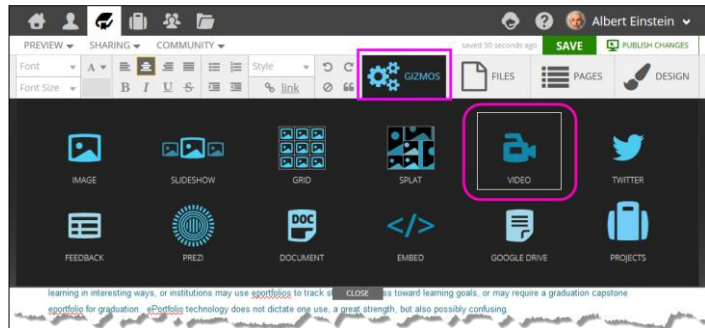 Albert Einstein
PREVIEW SHARING COMMUNITY saved 30 seconds ago SAVE PUBLISH CHANGES
Font A Style GIZMOS FILES PAGES DESIGN
Font Size B I U S link
IMAGE SLIDESHOW GRID SPLAT VIDEO TWITTER
DOC
FEEDBACK PREZI DOCUMENT EMBED GOOGLE DRIVE PROJECTS
learning in interesting ways, or institutions may use eportfolios to track CLOSE toward learning goals, or may require a graduation capstone
eportfolio for graduation. ePortfolio technology does not dictate one use, a great strength, but also possibly confusing.